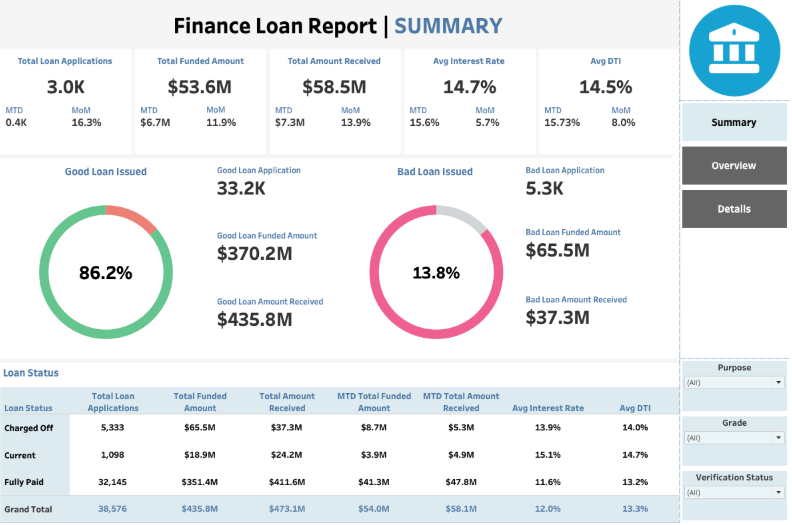 Finance Loan Report | SUMMARY
Total Loan Applications
3.0K
MTD MoM
0.4K 16.3%
Total Funded Amount
$53.6M
MTD MoM
$6.7M 11.9%
Total Amount Received
$58.5M
MTD MoM
$7.3M 13.9%
Avg Interest Rate
14.7%
MTD MoM
15.6% 5.7%
Avg DTI
14.5%
MTD MoM
15.73% 8.0%
Summary
Overview
Details
Good Loan Issued
86.2%
Good Loan Application
33.2K
Good Loan Funded Amount
$370.2M
Good Loan Amount Received
$435.8M
Bad Loan Issued
13.8%
Bad Loan Application
5.3K
Bad Loan Funded Amount
$65.5M
Bad Loan Amount Received
$37.3M
Loan Status
Loan Status Total Loan Applications Total Funded Amount Total Amount Received MTD Total Funded Amount MTD Total Amount Received Avg Interest Rate Avg DTI
Charged Off 5,333 $65.5M $37.3M $8.7M $5.3M 13.9% 14.0%
Current 1,098 $18.9M $24.2M $3.9M $4.9M 15.1% 14.7%
Fully Paid 32,145 $351.4M $411.6M $41.3M $47.8M 11.6% 13.2%
Grand Total 38,576 $435.8M $473.1M $54.0M $58.1M 12.0% 13.3%
Purpose
(All)
Grade
(All)
Verification Status
(All)